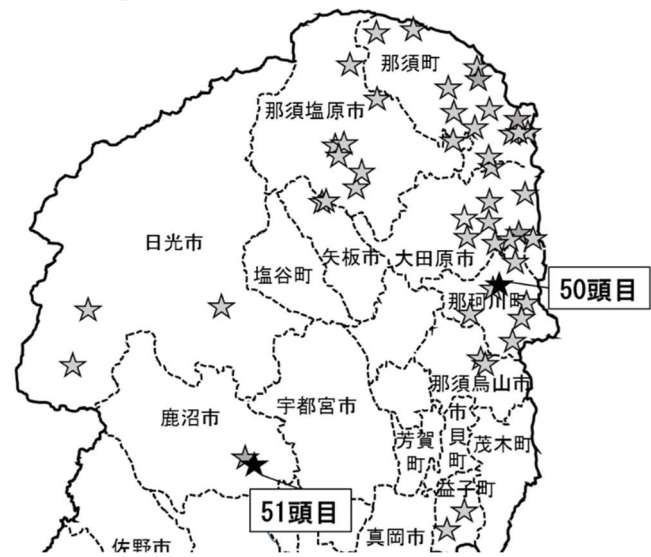 那須町
那須塩原市
日光市
矢板市
大田原市
塩谷町
50頭目
那珂川町
那須烏山市
宇都宮市
鹿沼市
市貝町
芳賀町
茂木町
益子町
51頭目
真岡市
佐野市